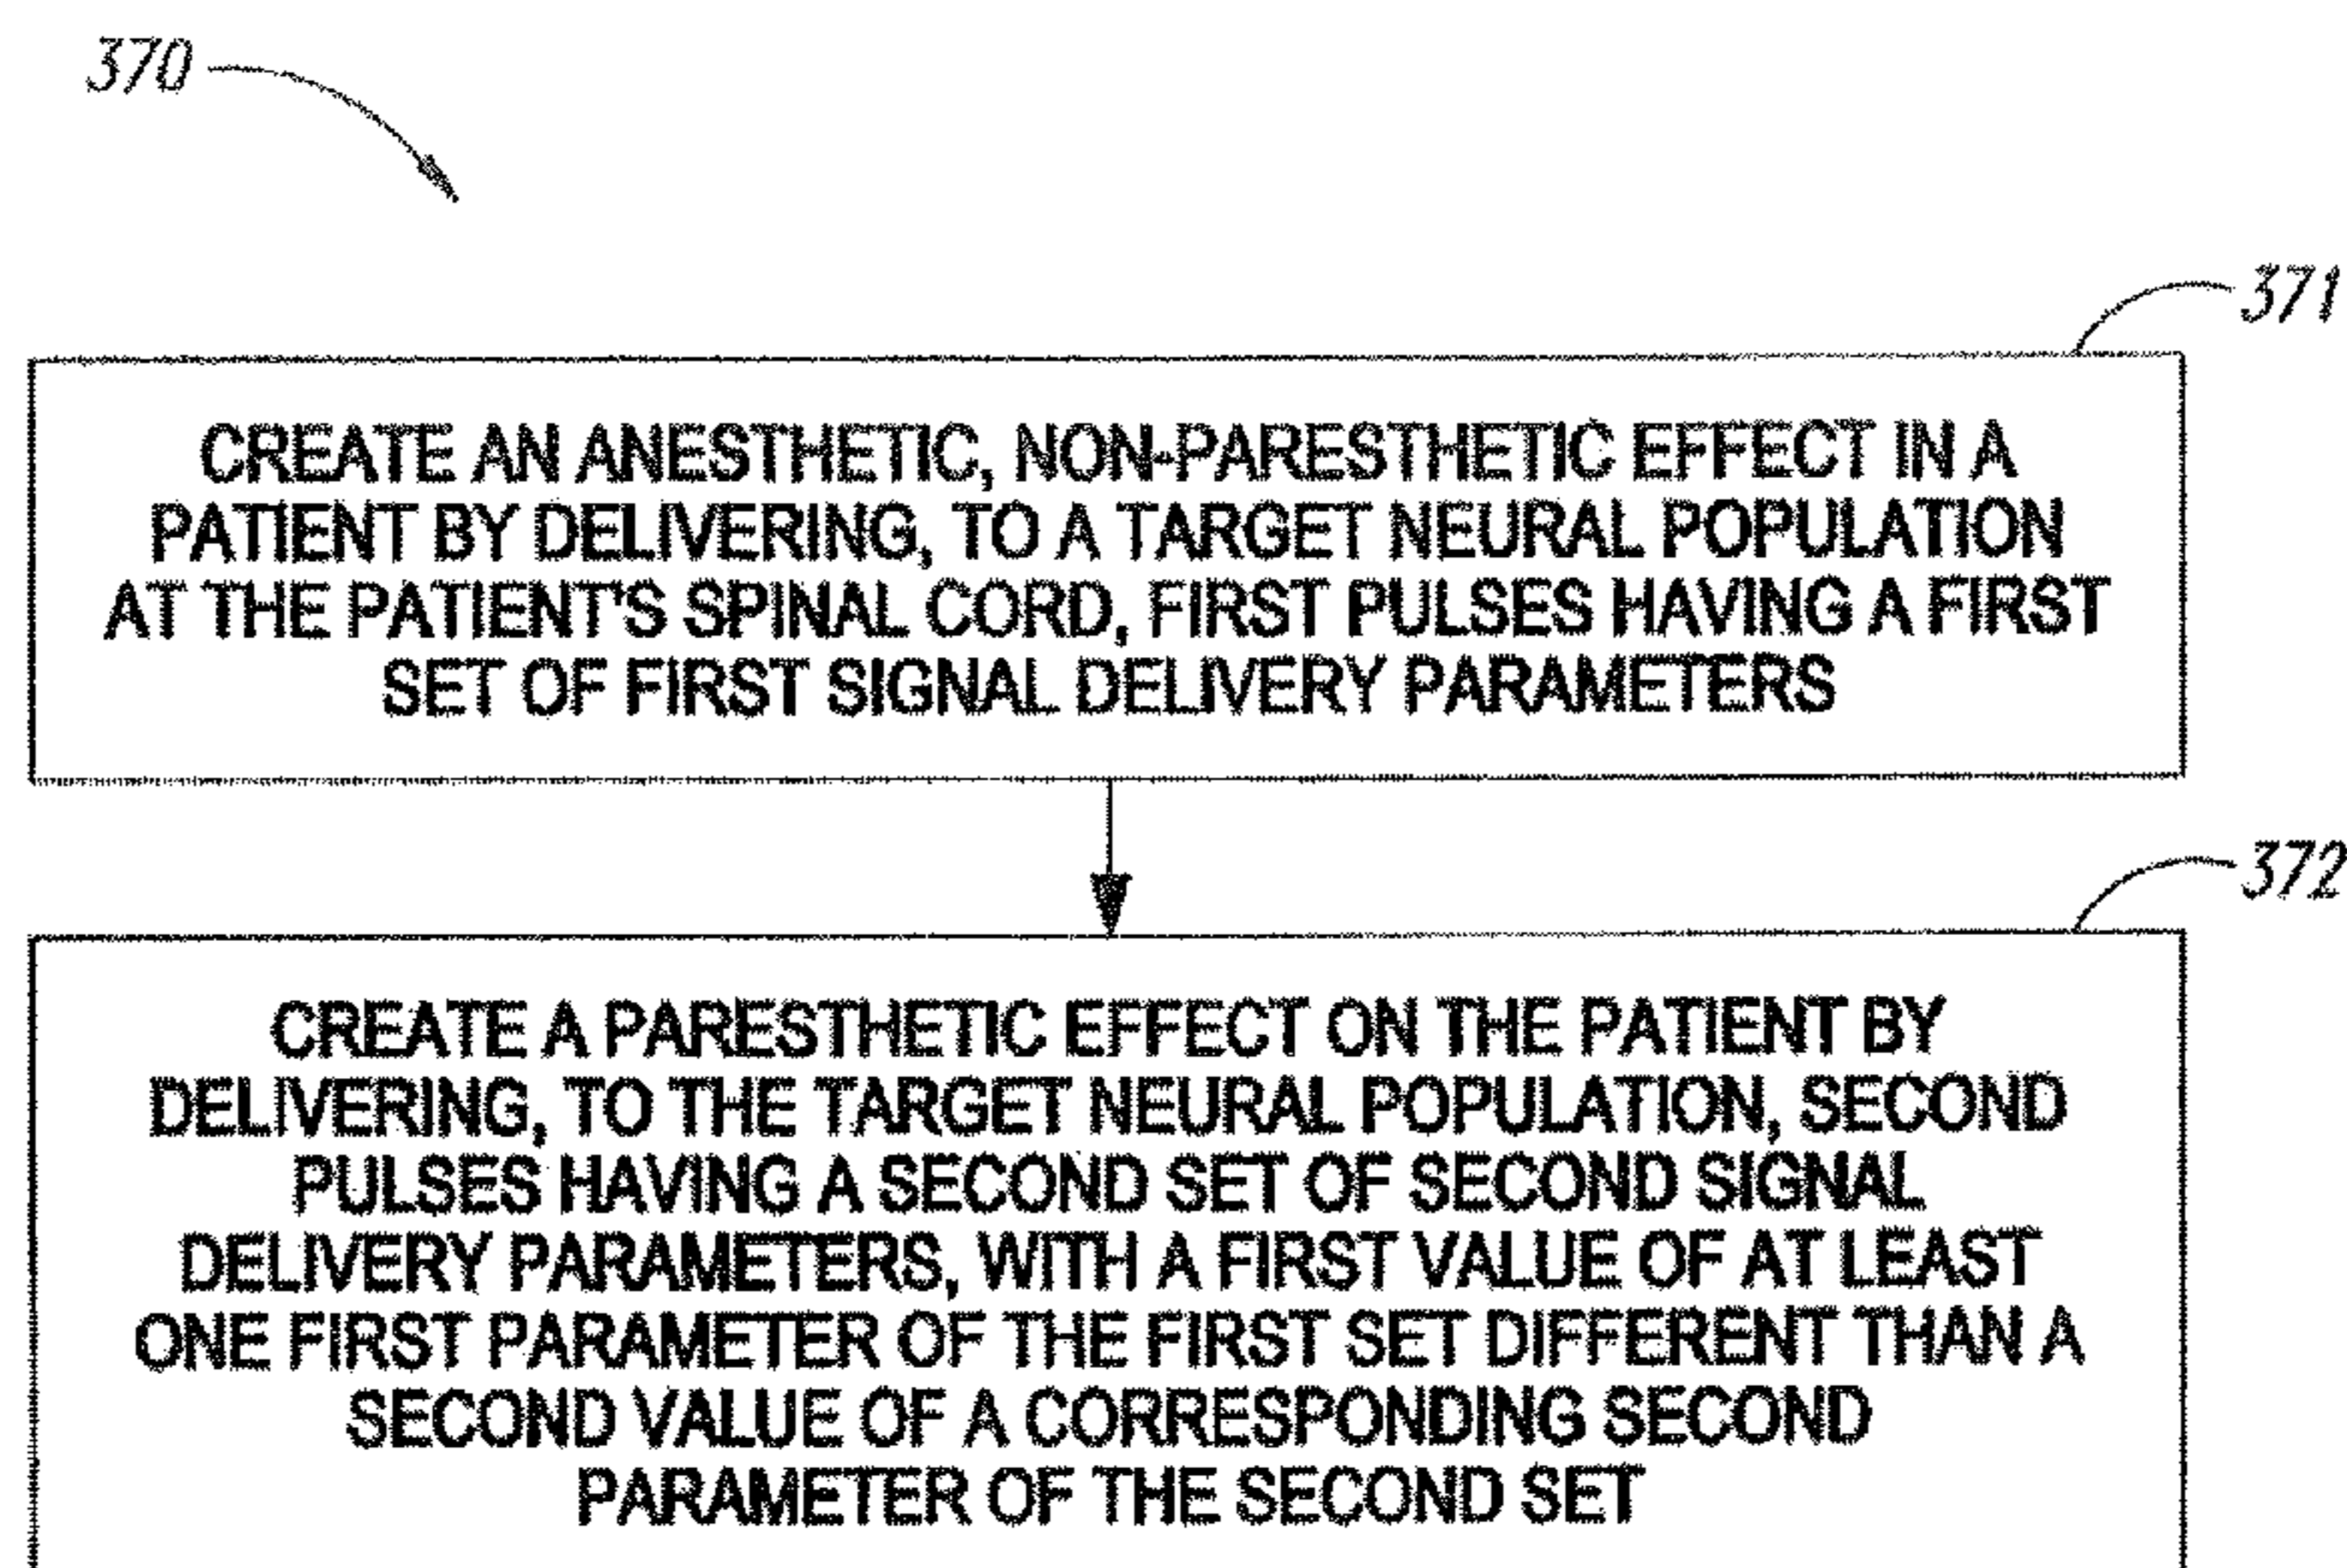 370
371
CREATE AN ANESTHETIC, NON-PARESTHETIC EFFECT IN A
PATIENT BY DELIVERING, TO A TARGET NEURAL POPULATION
AT THE PATIENT'S SPINAL CORD, FIRST PULSES HAVING A FIRST
SET OF FIRST SIGNAL DELIVERY PARAMETERS
372
CREATE A PARESTHETIC EFFECT ON THE PATIENT BY
DELIVERING, TO THE TARGET NEURAL POPULATION, SECOND
PULSES HAVING A SECOND SET OF SECOND SIGNAL
DELIVERY PARAMETERS, WITH A FIRST VALUE OF AT LEAST
ONE FIRST PARAMETER OF THE FIRST SET DIFFERENT THAN A
SECOND VALUE OF A CORRESPONDING SECOND
PARAMETER OF THE SECOND SET